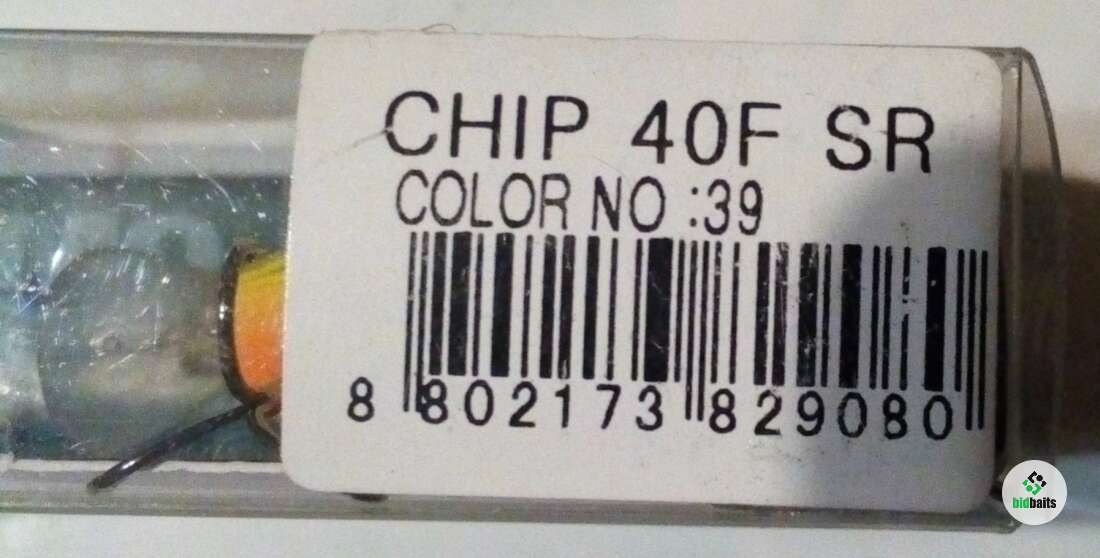 CHIP 40F SR
COLOR NO :39
8 802173 829080
bidbaits